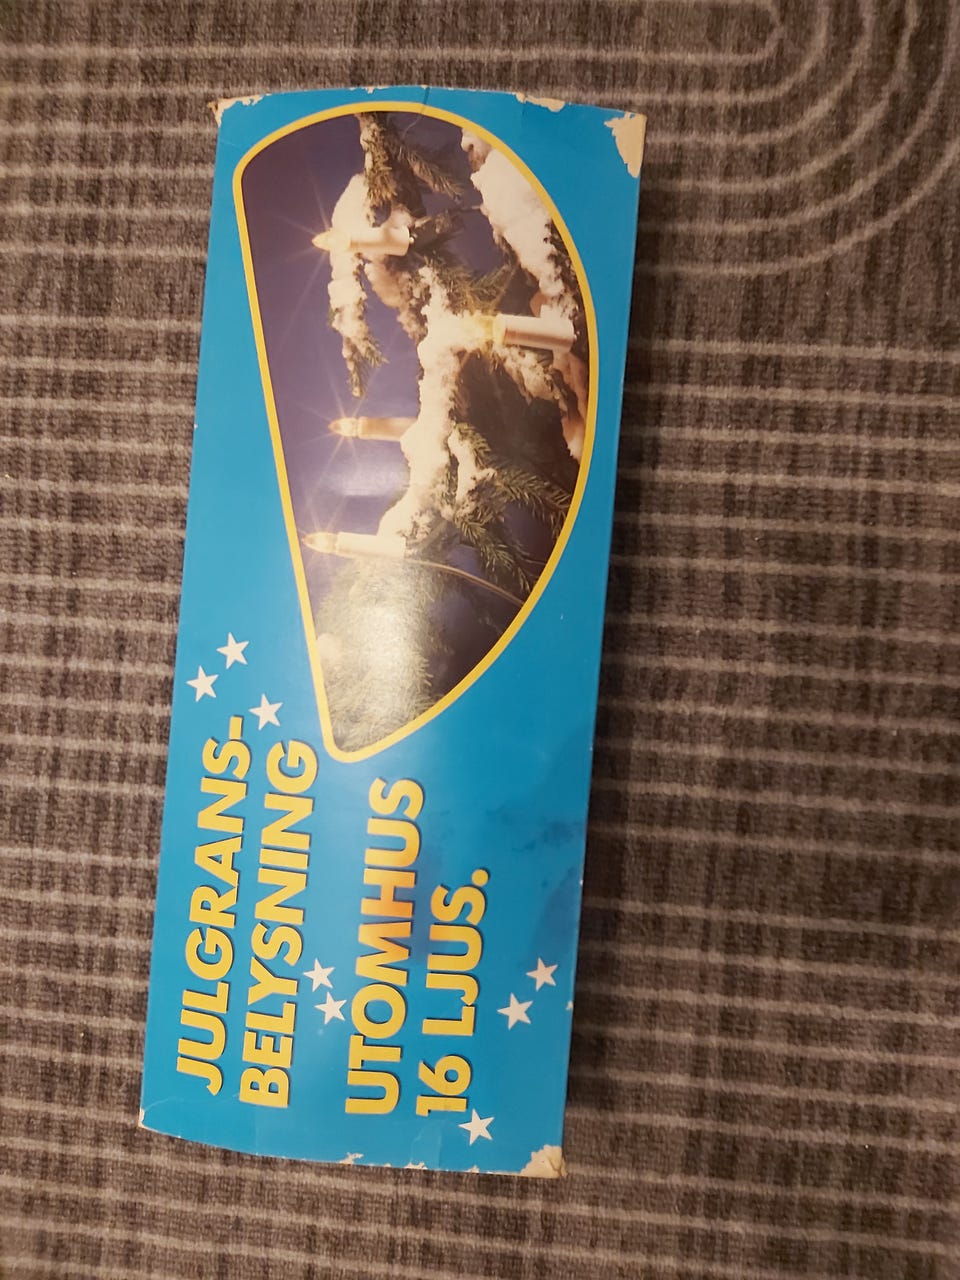 JULGRANS-
BELYSNING
UTOMHUS
16 LJUS.